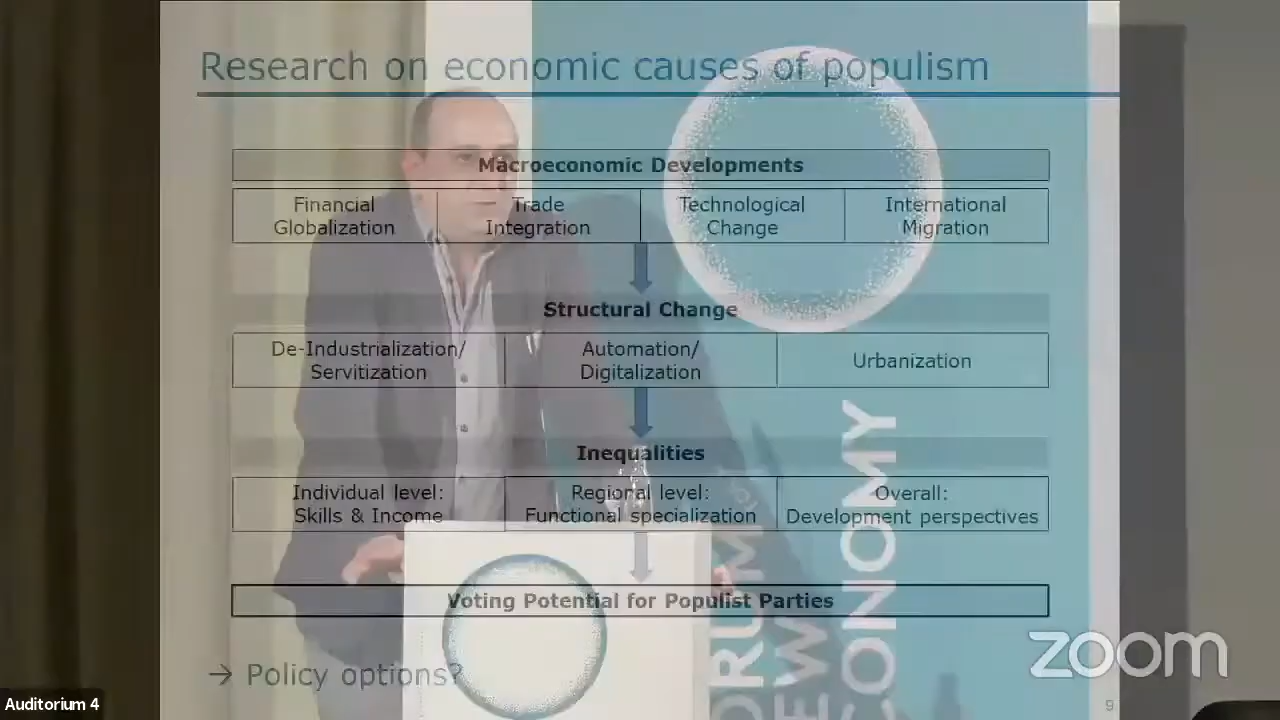 Research on economic causes of populism
Macroeconomic Developments
Financial
Globalization
Trade
Integration
Technological
Change
International
Migration
Structural Change
De-Industrialization/
Servitization
Automation/
Digitalization
Urbanization
Inequalities
Individual level:
Skills & Income
Regional level:
Functional specialization
Overall:
Development perspectives
Voting Potential for Populist Parties
→ Policy options?
9
ECONOMY
zoom
Auditorium 4